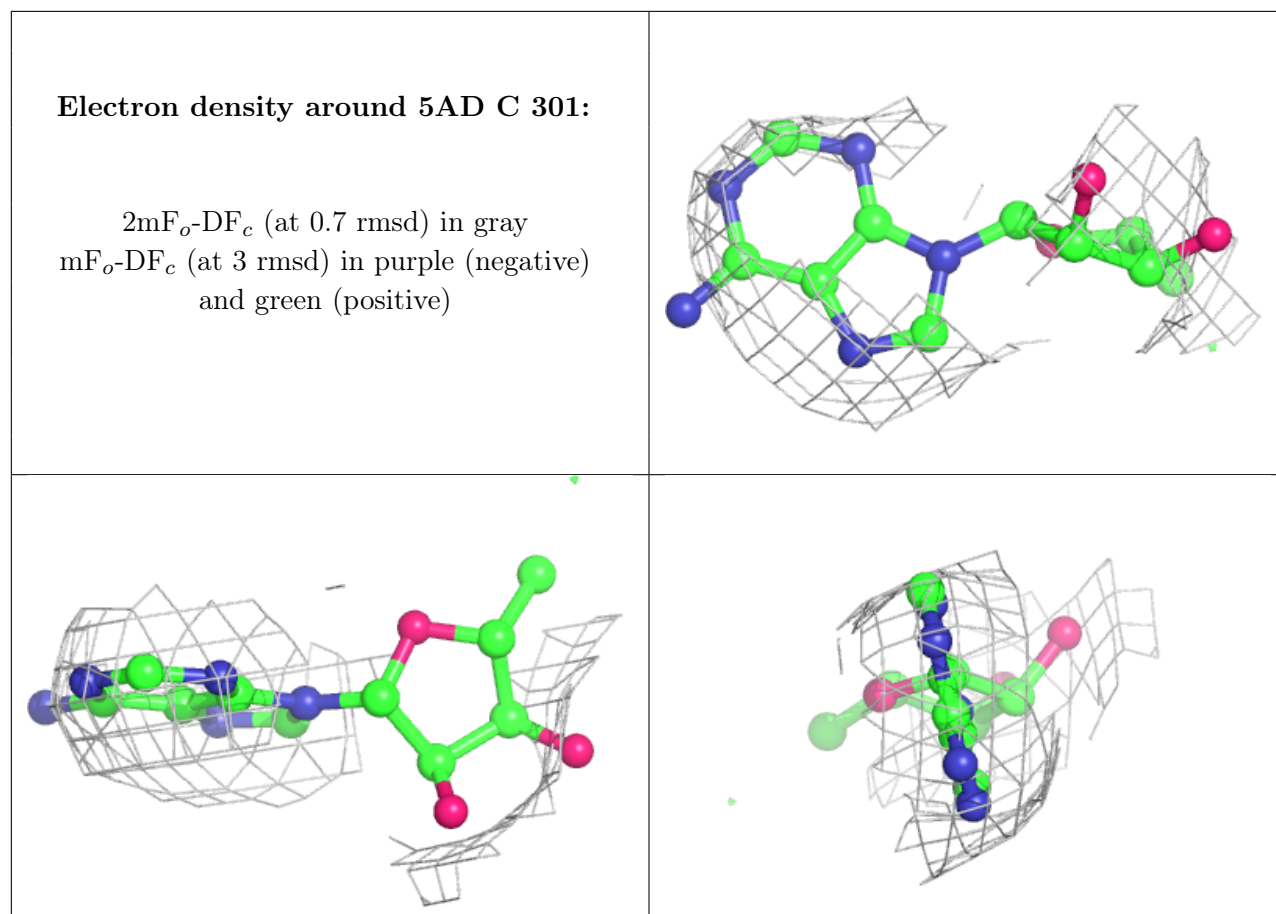 Electron density around 5AD C 301:
2mFo-DFc (at 0.7 rmsd) in gray
mFo-DFc (at 3 rmsd) in purple (negative)
and green (positive)